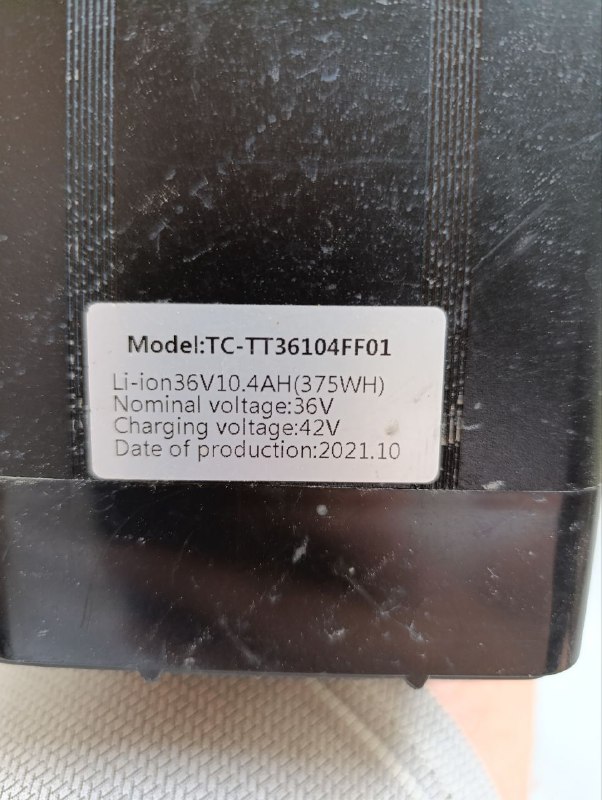 Model:TC-TT36104FF01
Li-ion36V10.4AH(375WH)
Nominal voltage:36V
Charging voltage:42V
Date of production:2021.10